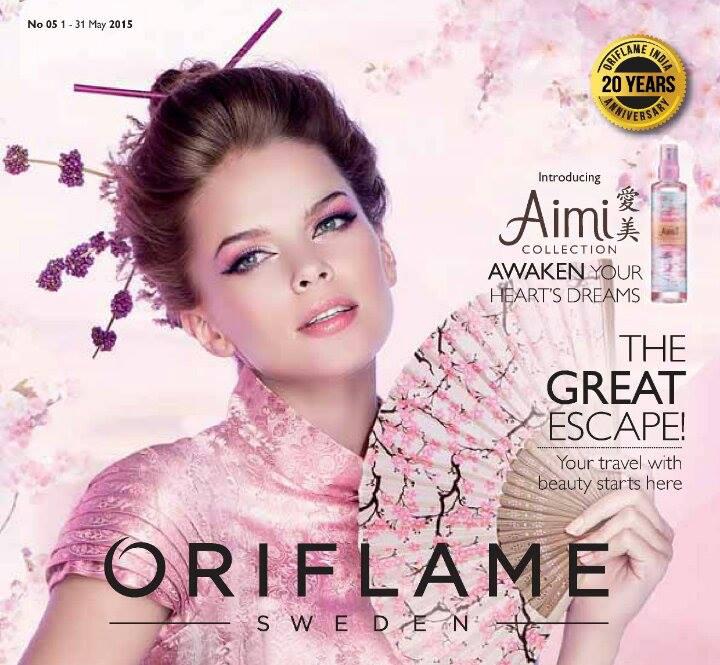 No 05 1 - 31 May 2015
ORIFLAME INDIA
20 YEARS
ANNIVERSARY
Introducing
Aimi 愛美
COLLECTION
AWAKEN YOUR
HEART'S DREAMS
Aimi
THE
GREAT
ESCAPE!
Your travel with
beauty starts here
ORIFLAME
SWEDEN